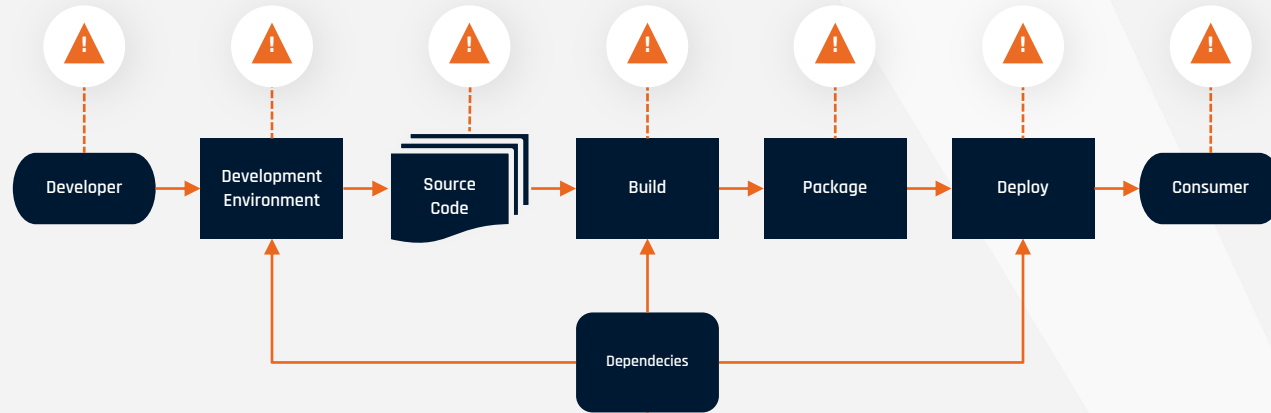 !
!
!
!
!
!
!
Developer
Development
Environment
Source
Code
Build
Package
Deploy
Consumer
Dependecies